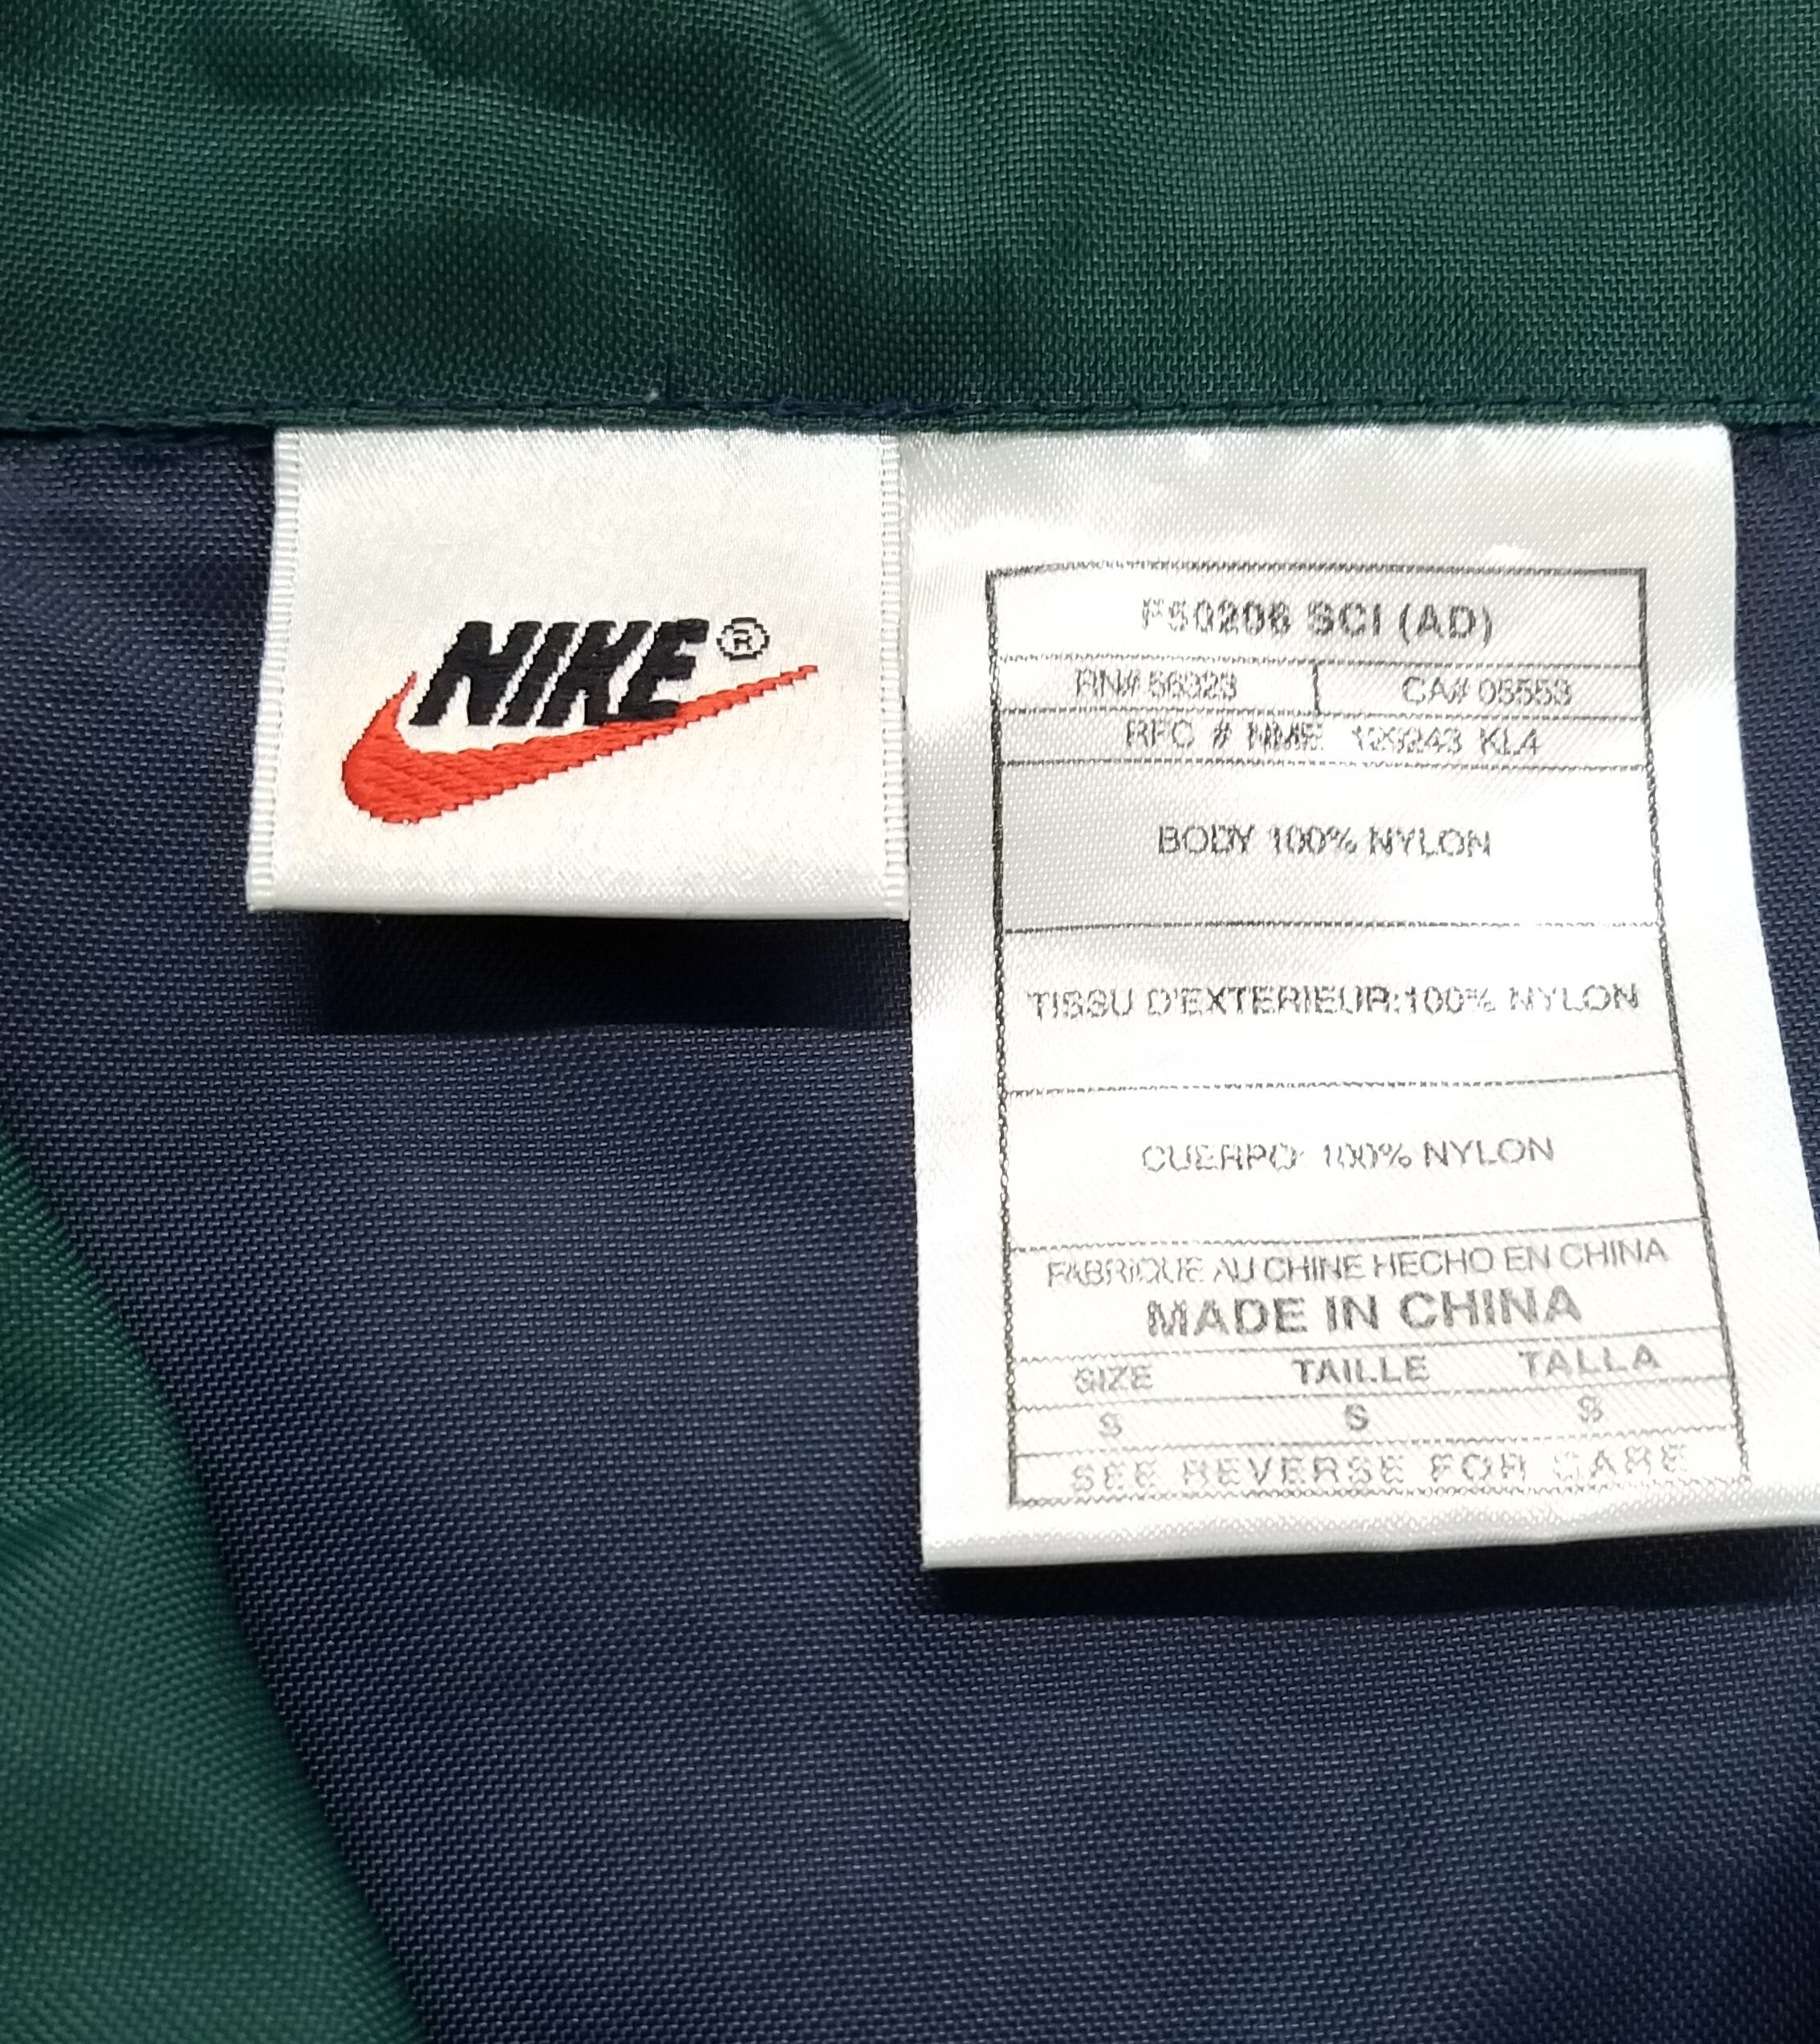 NIKE®
F50206 SCI (AD)
RN# 56323 CA# 05553
RFC # NME 129243 KL4
BODY 100% NYLON
TISSU D'EXTERIEUR:100% NYLON
CUERPO 100% NYLON
FABRIQUE AU CHINE HECHO EN CHINA
MADE IN CHINA
SIZE TAILLE TALLA
S S S
SEE REVERSE FOR CARE